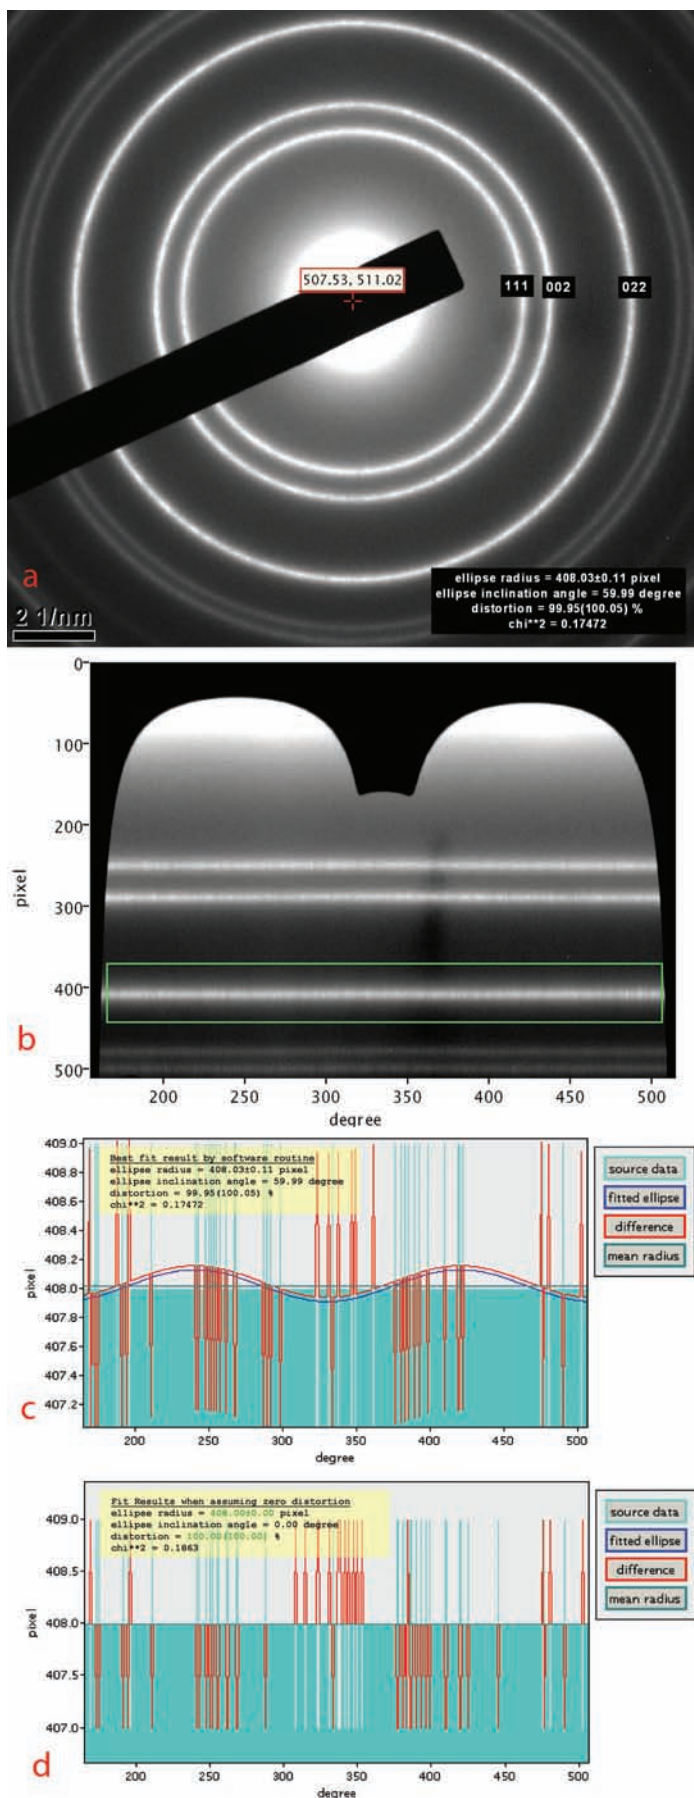 507.53, 511.02
111 002 022
a
ellipse radius = 408.03±0.11 pixel
ellipse inclination angle = 59.99 degree
distortion = 99.95(100.05) %
chi**2 = 0.17472
2 1/nm
0
100
200
300
400
500
pixel
b
200 250 300 350 400 450 500
degree
409.0
408.8
408.6
408.4
408.2
408.0
407.8
407.6
407.4
407.2
pixel
Best fit result by software routine
ellipse radius = 408.03±0.11 pixel
ellipse inclination angle = 59.99 degree
distortion = 99.95(100.05) %
chi**2 = 0.17472
source data
fitted ellipse
difference
mean radius
c
200 250 300 350 400 450 500
degree
409.0
408.5
408.0
407.5
407.0
pixel
Fit Results when assuming zero distortion
ellipse radius = 408.00±0.00 pixel
ellipse inclination angle = 0.00 degree
distortion = 100.00(100.00) %
chi**2 = 0.1863
source data
fitted ellipse
difference
mean radius
d
200 250 300 350 400 450 500
degree